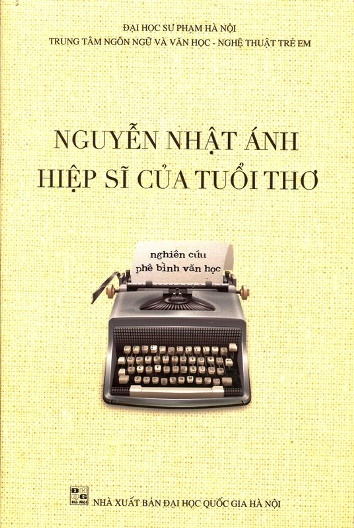 ĐẠI HỌC SƯ PHẠM HÀ NỘI
TRUNG TÂM NGÔN NGỮ VÀ VĂN HỌC - NGHỆ THUẬT TRẺ EM
NGUYỄN NHẬT ÁNH
HIỆP SĨ CỦA TUỔI THƠ
nghiên cứu
phê bình văn học
NHÀ XUẤT BẢN ĐẠI HỌC QUỐC GIA HÀ NỘI